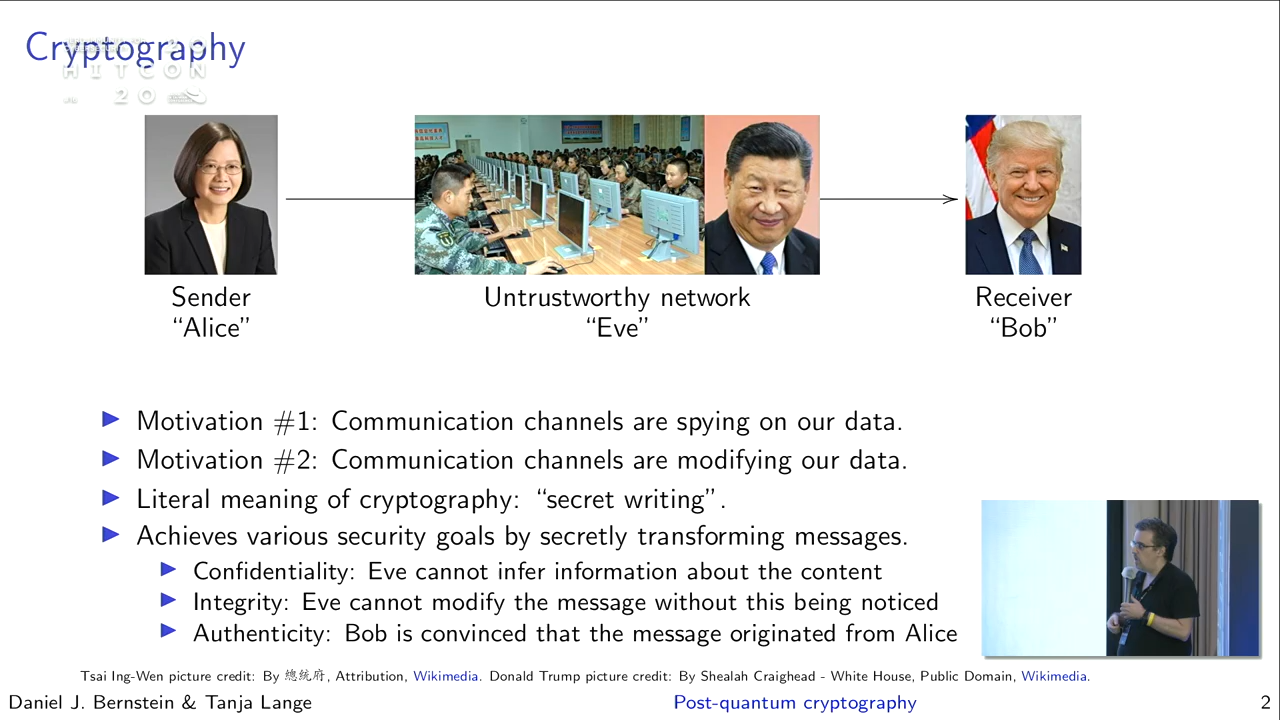 Cryptography
HITCON
20
Sender
“Alice”
Untrustworthy network
“Eve”
Receiver
“Bob”
Motivation #1: Communication channels are spying on our data.
Motivation #2: Communication channels are modifying our data.
Literal meaning of cryptography: “secret writing”.
Achieves various security goals by secretly transforming messages.
Confidentiality: Eve cannot infer information about the content
Integrity: Eve cannot modify the message without this being noticed
Authenticity: Bob is convinced that the message originated from Alice
Tsai Ing-Wen picture credit: By 總統府, Attribution, Wikimedia. Donald Trump picture credit: By Shealah Craighead - White House, Public Domain, Wikimedia.
Daniel J. Bernstein & Tanja Lange
Post-quantum cryptography
2